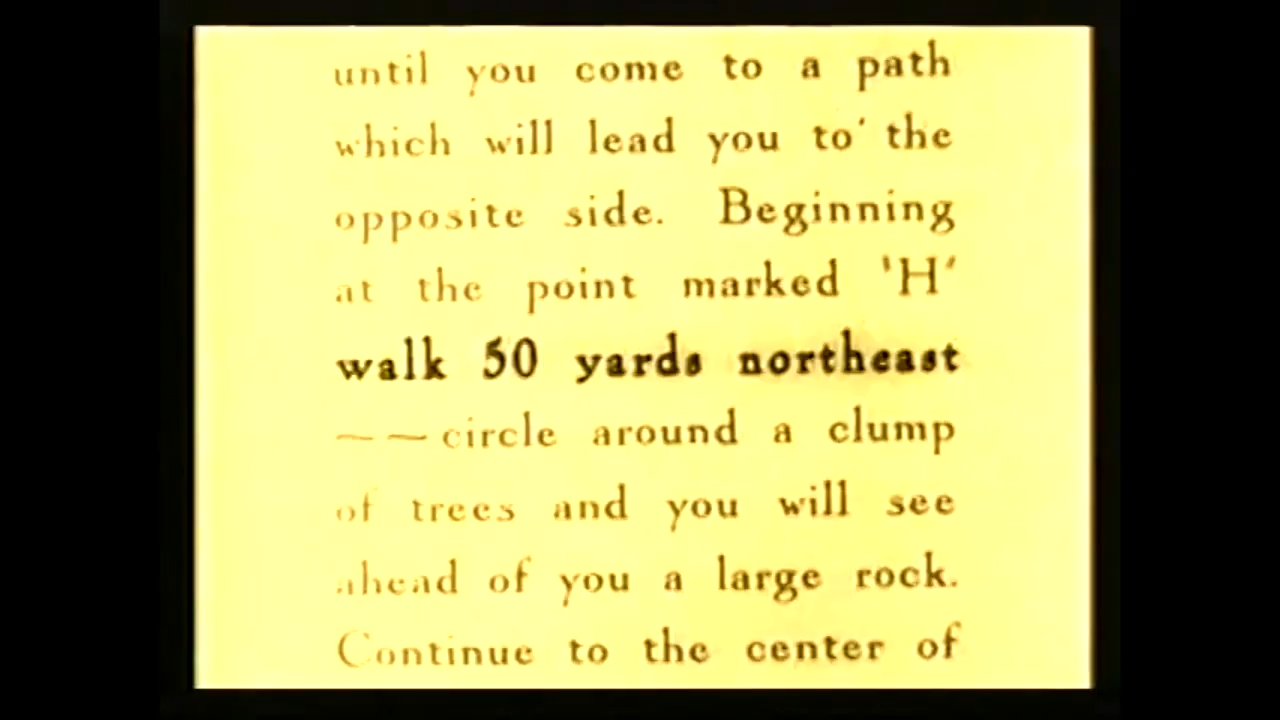 until you come to a path
which will lead you to' the
opposite side. Beginning
at the point marked 'H'
walk 50 yards northeast
——circle around a clump
of trees and you will see
ahead of you a large rock.
Continue to the center of